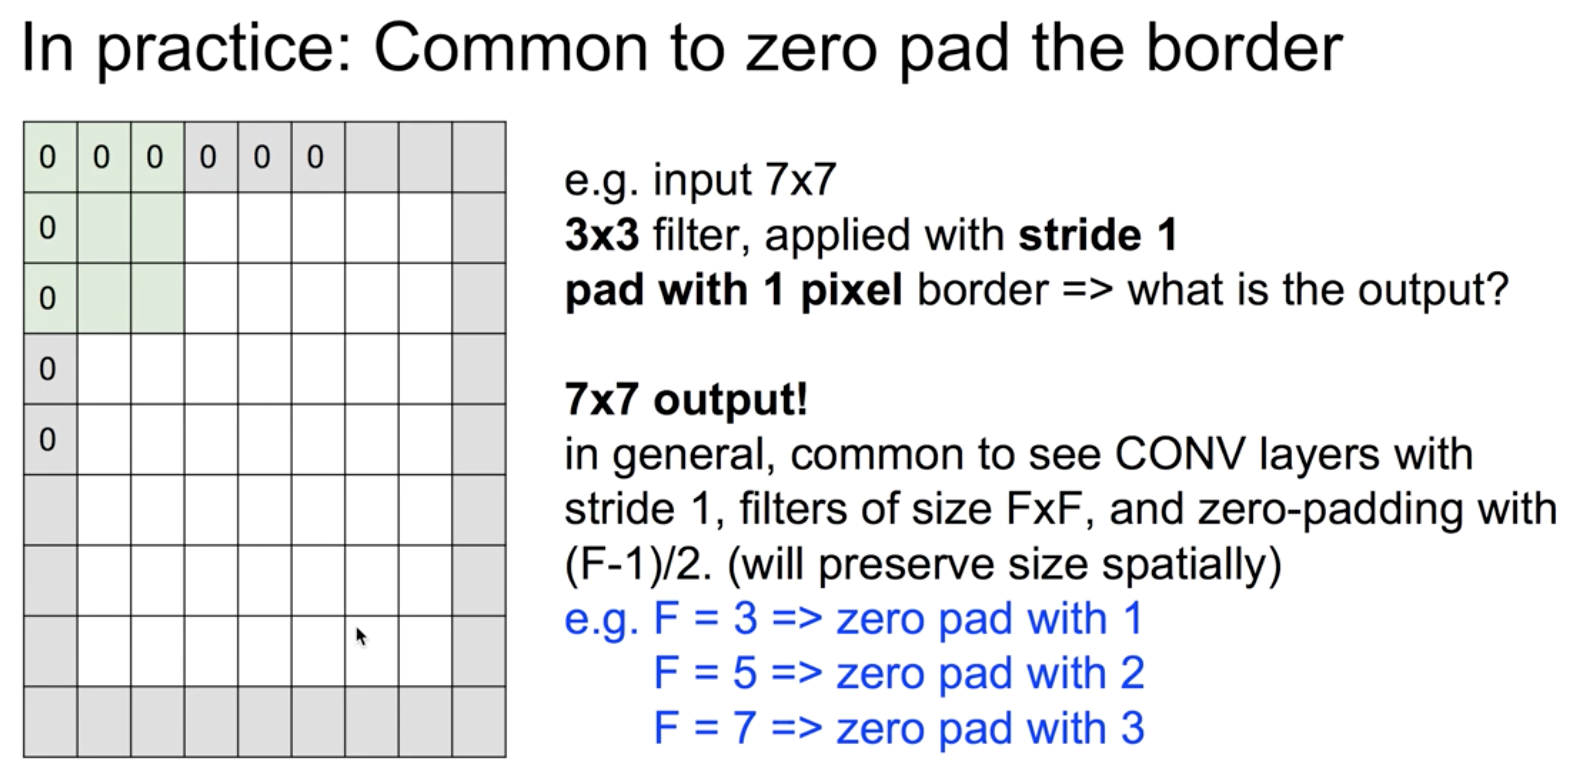 In practice: Common to zero pad the border
0 0 0 0 0 0
0
0
0
0
e.g. input 7x7
3x3 filter, applied with stride 1
pad with 1 pixel border => what is the output?
7x7 output!
in general, common to see CONV layers with
stride 1, filters of size FxF, and zero-padding with
(F-1)/2. (will preserve size spatially)
e.g. F = 3 => zero pad with 1
F = 5 => zero pad with 2
F = 7 => zero pad with 3